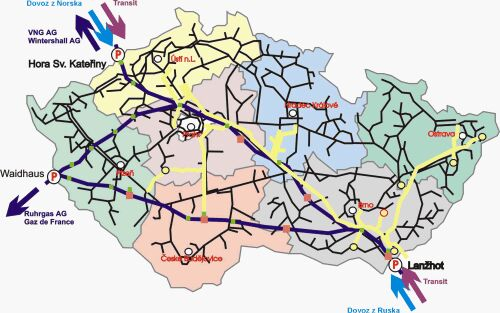 Dovoz z Norska
Tranzit
VNG AG
Wintershall AG
P
Hora Sv. Kateřiny
Ústí n.L.
Hradec Králové
Ostrava
Praha
Waidhaus
P
Plzeň
Ruhrgas AG
Gaz de France
Brno
České Budějovice
P
Lanžhot
Transit
Dovoz z Ruska